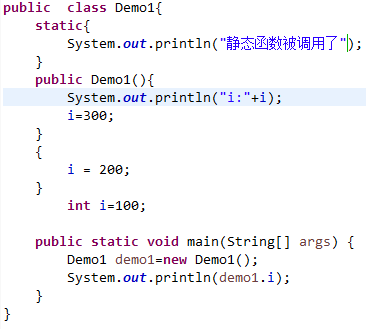 public  class Demo1{
    static{
        System.out.println("静态函数被调用了");
    }
    public Demo1(){
        System.out.println("i:"+i);
        i=300;
    }
    {
        i = 200;
    }
        int i=100;

    public static void main(String[] args) {
        Demo1 demo1=new Demo1();
        System.out.println(demo1.i);
    }
}